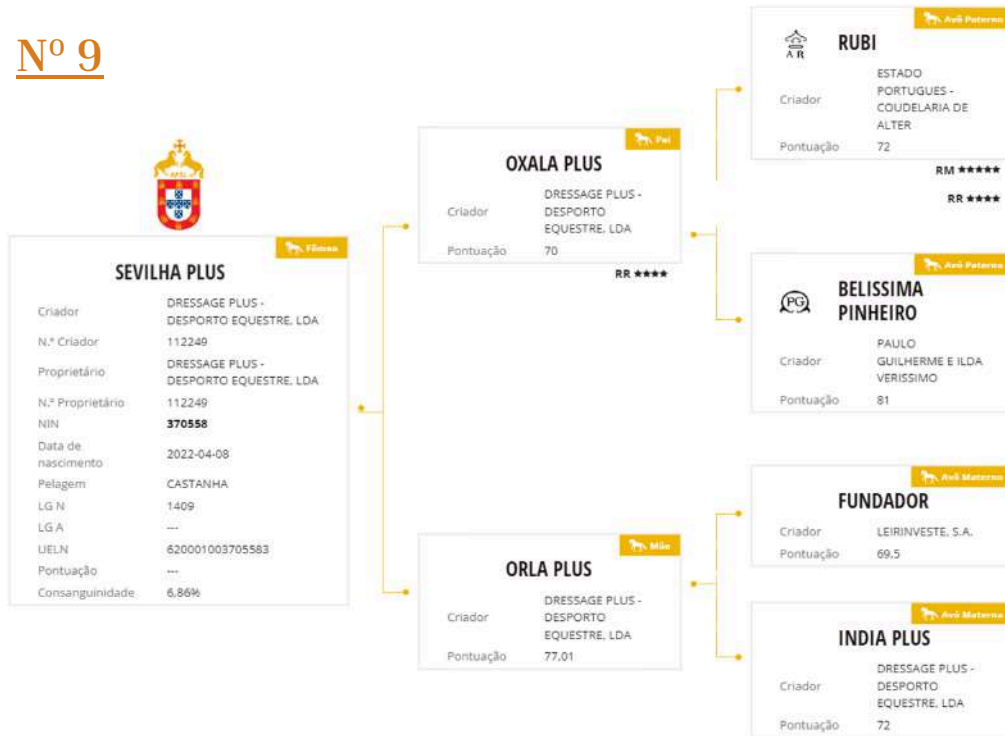 Nº 9
Fêmea
SEVILHA PLUS
Criador DRESSAGE PLUS -
DESPORTO EQUESTRE, LDA
N.º Criador 112249
Proprietário DRESSAGE PLUS -
DESPORTO EQUESTRE, LDA
N.º Proprietário 112249
NIN 370558
Data de
nascimento 2022-04-08
Pelagem CASTANHA
LG N 1409
LG A ---
UELN 620001003705583
Pontuação ---
Consanguinidade 6,86%
Pai
OXALA PLUS
Criador DRESSAGE PLUS -
DESPORTO
EQUESTRE, LDA
Pontuação 70
RR ★★★★
Mãe
ORLA PLUS
Criador DRESSAGE PLUS -
DESPORTO
EQUESTRE, LDA
Pontuação 77,01
Avô Paterno
A R
RUBI
Criador ESTADO
PORTUGUES -
COUDELARIA DE
ALTER
Pontuação 72
RM ★★★★★
RR ★★★★
Avó Paterna
PG
BELISSIMA
PINHEIRO
Criador PAULO
GUILHERME E ILDA
VERISSIMO
Pontuação 81
Avô Materno
FUNDADOR
Criador LEIRINVESTE, S.A.
Pontuação 69.5
Avó Materna
INDIA PLUS
Criador DRESSAGE PLUS -
DESPORTO
EQUESTRE, LDA
Pontuação 72